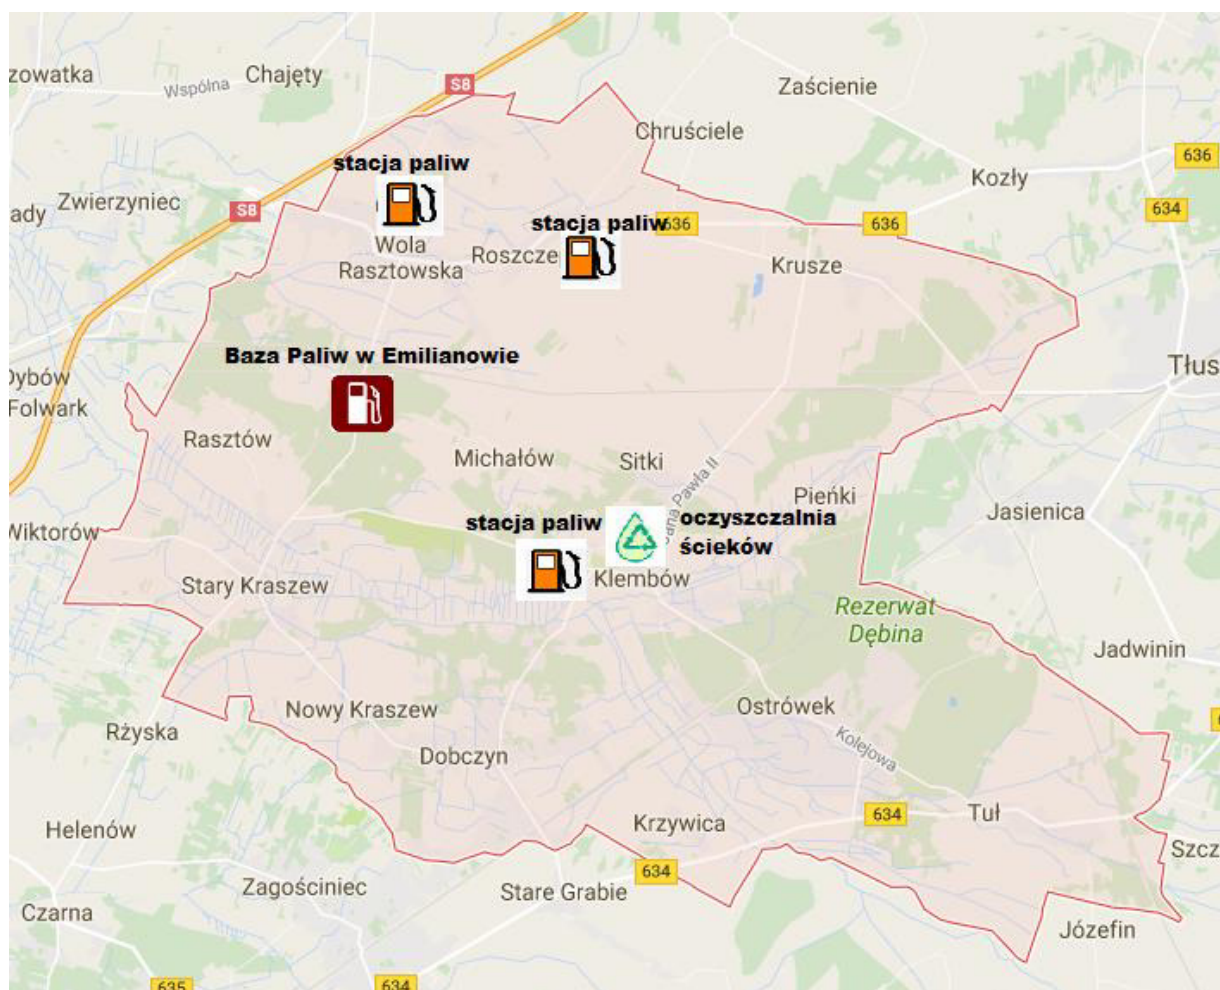 zowatka
Chajęty
Wspólna
S8
Zaścienie
Chruściele
636
stacja paliw
Kozły
ady
Zwierzyniec
S8
634
stacja paliw
636
636
Wola
Rasztowska
Roszcze
Krusze
Baza Paliw w Emilianowie
Tłus
Dybów
Folwark
Rasztów
Michałów
Sitki
Jana Pawła II
Pieńki
Jasienica
stacja paliw
oczyszczalnia
ścieków
Wiktorów
Stary Kraszew
Klembów
Rezerwat
Dębina
Jadwinin
Nowy Kraszew
Ostrówek
Rżyska
Kolejowa
Dobczyn
Helenów
Krzywica
634
Tuł
Szcz
634
Zagościniec
Stare Grabie
Czarna
Józefin
635
634